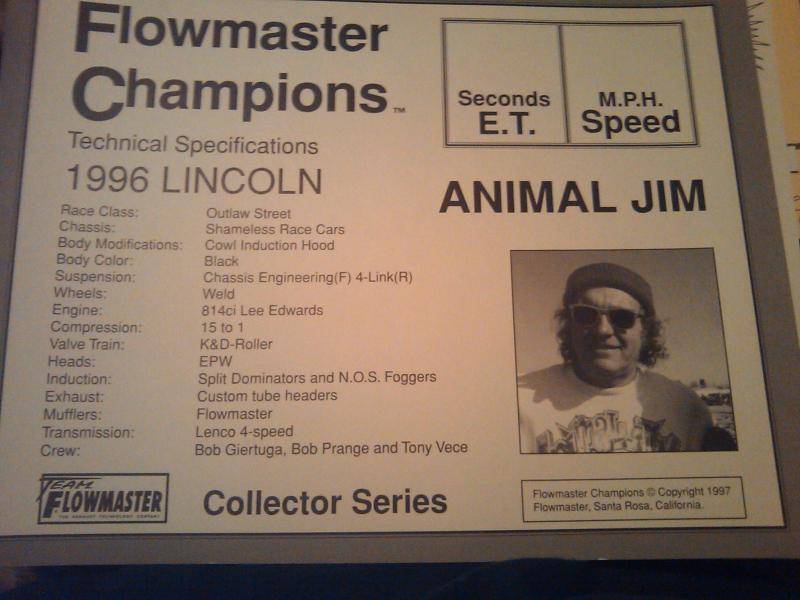 Flowmaster
Champions™
Technical Specifications
1996 LINCOLN
Race Class: Outlaw Street
Chassis: Shameless Race Cars
Body Modifications: Cowl Induction Hood
Body Color: Black
Suspension: Chassis Engineering(F) 4-Link(R)
Wheels: Weld
Engine: 814ci Lee Edwards
Compression: 15 to 1
Valve Train: K&D-Roller
Heads: EPW
Induction: Split Dominators and N.O.S. Foggers
Exhaust: Custom tube headers
Mufflers: Flowmaster
Transmission: Lenco 4-speed
Crew: Bob Giertuga, Bob Prange and Tony Vece
Seconds
E.T.
M.P.H.
Speed
ANIMAL JIM
TEAM
FLOWMASTER
THE EXHAUST TECHNOLOGY COMPANY
Collector Series
Flowmaster Champions © Copyright 1997
Flowmaster, Santa Rosa, California.